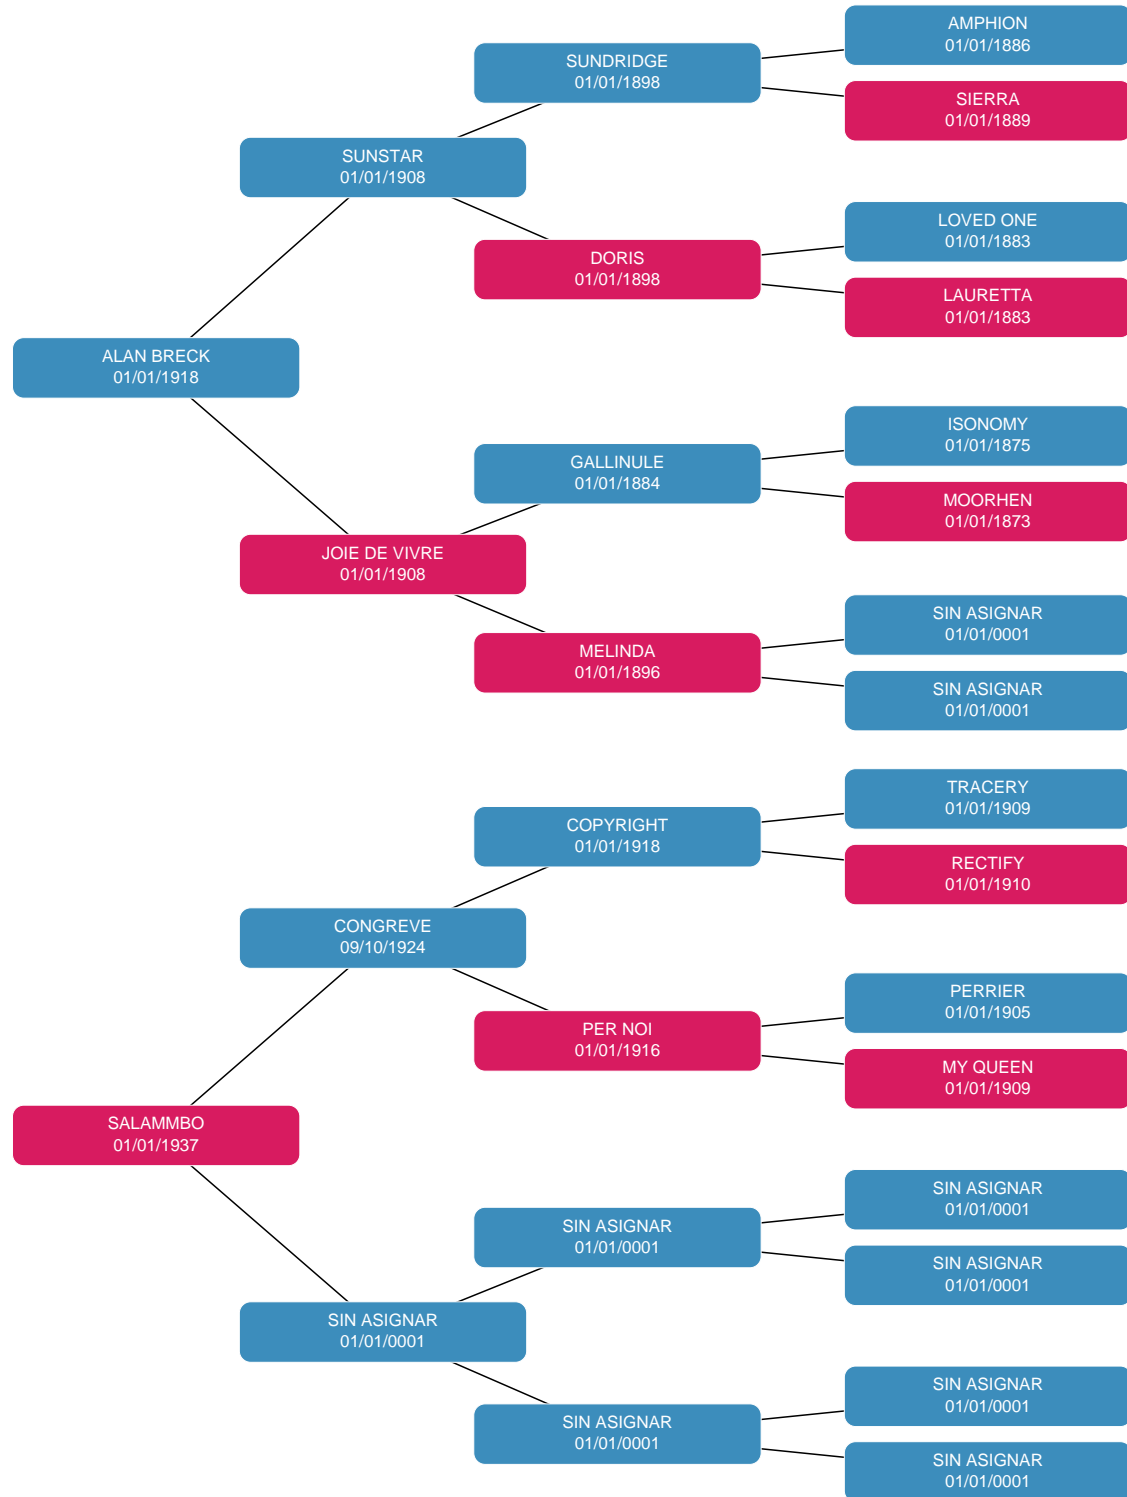 AMPHION
01/01/1886
SUNDRIDGE
01/01/1898
SIERRA
01/01/1889
SUNSTAR
01/01/1908
LOVED ONE
01/01/1883
DORIS
01/01/1898
LAURETTA
01/01/1883
ALAN BRECK
01/01/1918
ISONOMY
01/01/1875
GALLINULE
01/01/1884
MOORHEN
01/01/1873
JOIE DE VIVRE
01/01/1908
SIN ASIGNAR
01/01/0001
MELINDA
01/01/1896
SIN ASIGNAR
01/01/0001
TRACERY
01/01/1909
COPYRIGHT
01/01/1918
RECTIFY
01/01/1910
CONGREVE
09/10/1924
PERRIER
01/01/1905
PER NOI
01/01/1916
MY QUEEN
01/01/1909
SALAMMBO
01/01/1937
SIN ASIGNAR
01/01/0001
SIN ASIGNAR
01/01/0001
SIN ASIGNAR
01/01/0001
SIN ASIGNAR
01/01/0001
SIN ASIGNAR
01/01/0001
SIN ASIGNAR
01/01/0001
SIN ASIGNAR
01/01/0001